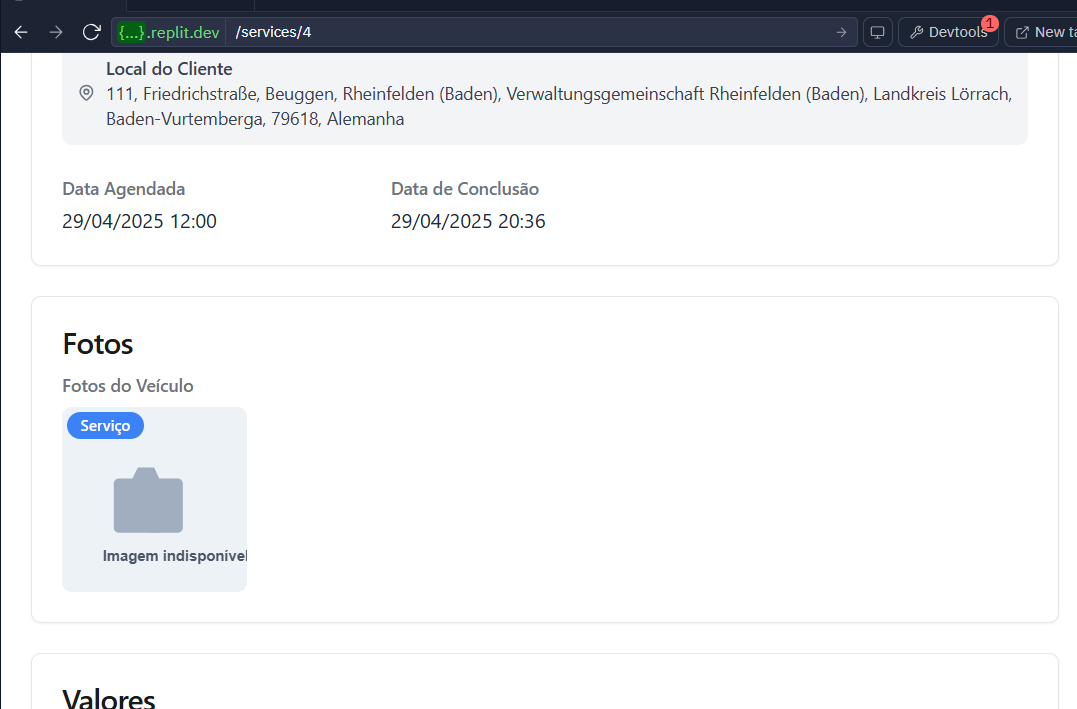 {...}.replit.dev /services/4
Devtools
1
Local do Cliente
111, Friedrichstraße, Beuggen, Rheinfelden (Baden), Verwaltungsgemeinschaft Rheinfelden (Baden), Landkreis Lörrach,
Baden-Vurtemberga, 79618, Alemanha
Data Agendada
Data de Conclusão
29/04/2025 12:00
29/04/2025 20:36
Fotos
Fotos do Veículo
Serviço
Imagem indisponível
Valores